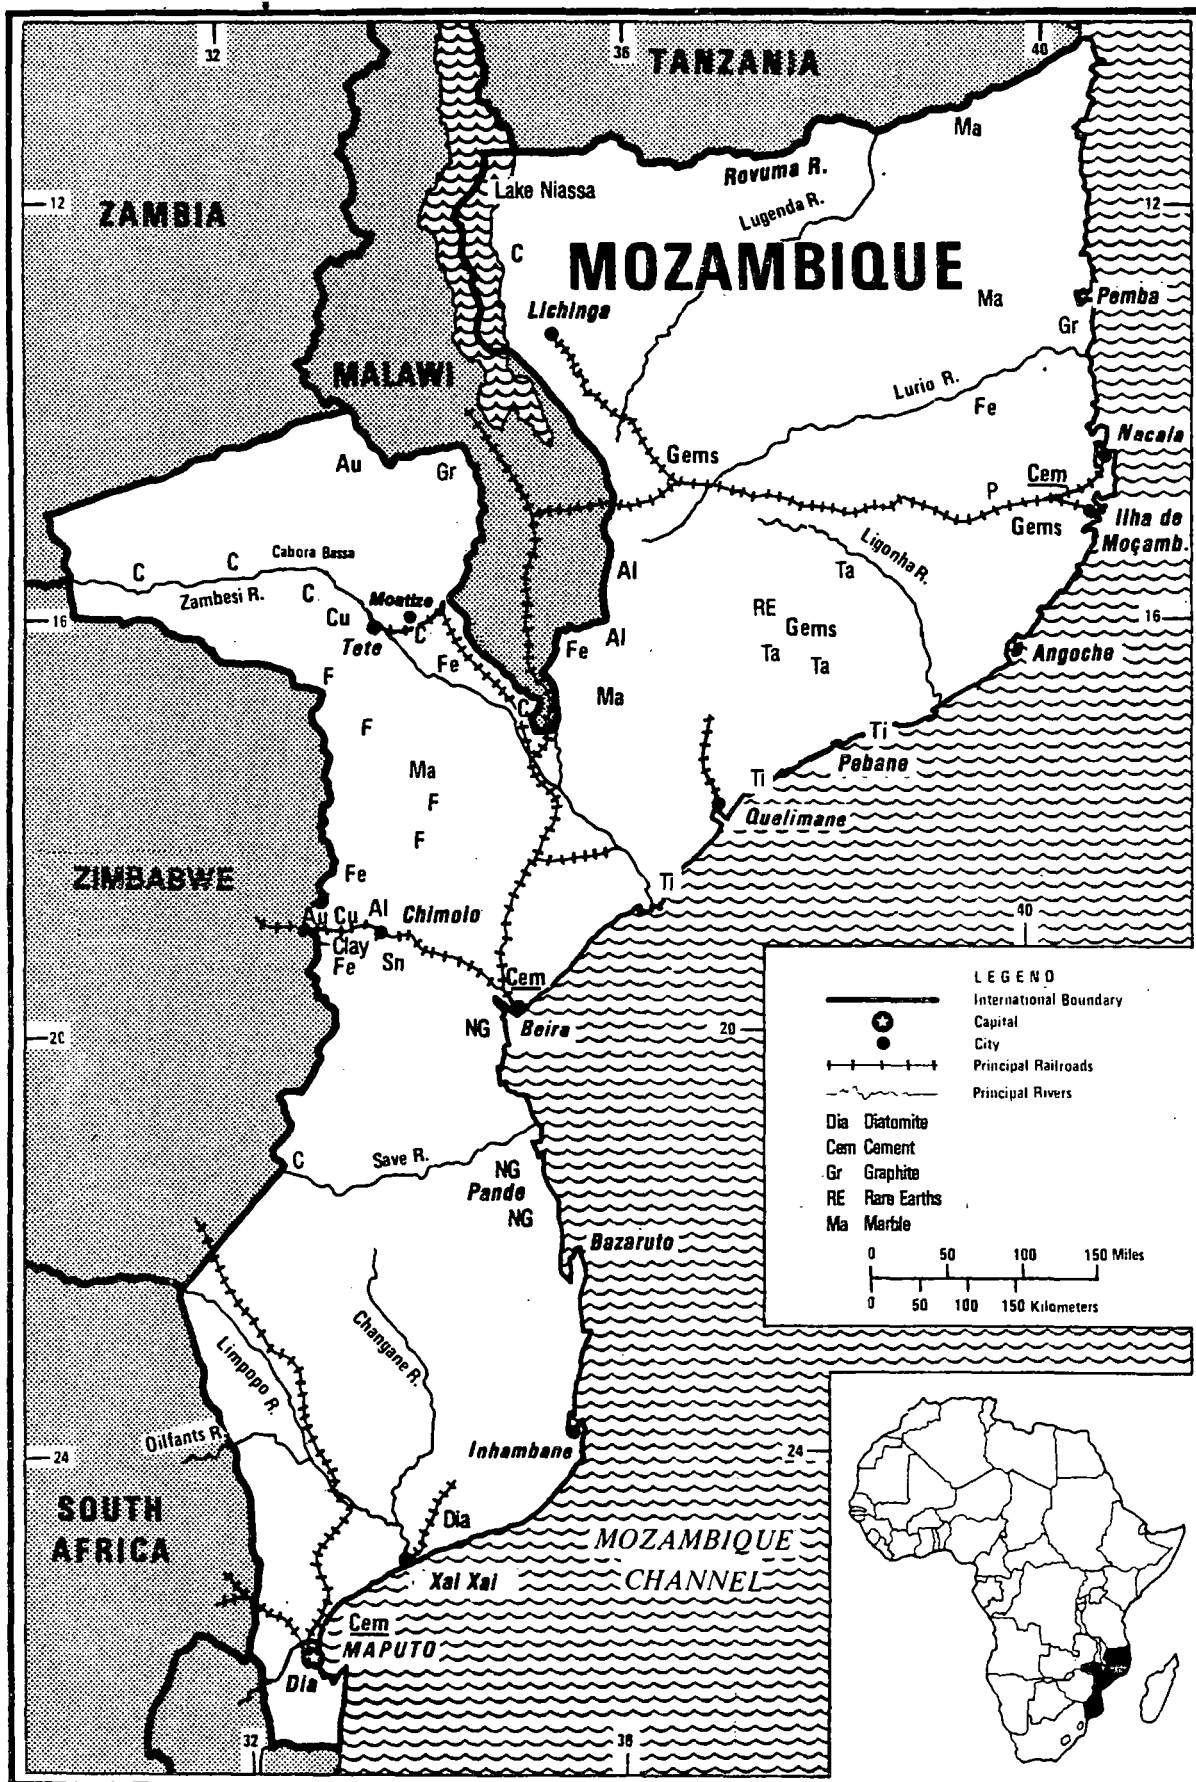 32
36
40
TANZANIA
Ma
Rovuma R.
Lake Niassa
12
ZAMBIA
Lugenda R.
12
C
MOZAMBIQUE
Lichinga
Ma
Pemba
Gr
MALAWI
Lurio R.
Fe
Nacala
Au
Gr
Gems
Cem
P
Gems
Ilha de
Moçamb.
Cabora Bassa
C
C
Zambesi R.
C
Al
Ta
Ligonha R.
Moatize
16
Cu
C
Tete
RE
Gems
16
Fe
Fe
Al
Ta
Ta
Angoche
F
Ma
C
F
Ti
Pebane
Ma
Ti
F
Quelimane
F
ZIMBABWE
Fe
Ti
Au Cu Al
Chimolo
Clay
Fe
Sn
40
Cem
NG
Beira
20
20
LEGEND
International Boundary
Capital
City
Principal Railroads
Principal Rivers
Dia Diatomite
Cem Cement
Gr Graphite
RE Rare Earths
Ma Marble
0 50 100 150 Miles
0 50 100 150 Kilometers
C
Save R.
NG
Pande
NG
Bazaruto
Changane R.
Limpopo R.
Oilfants R.
Inhambane
24
24
SOUTH
AFRICA
Dia
MOZAMBIQUE
CHANNEL
Xai Xai
Cem
MAPUTO
Dia
32
36